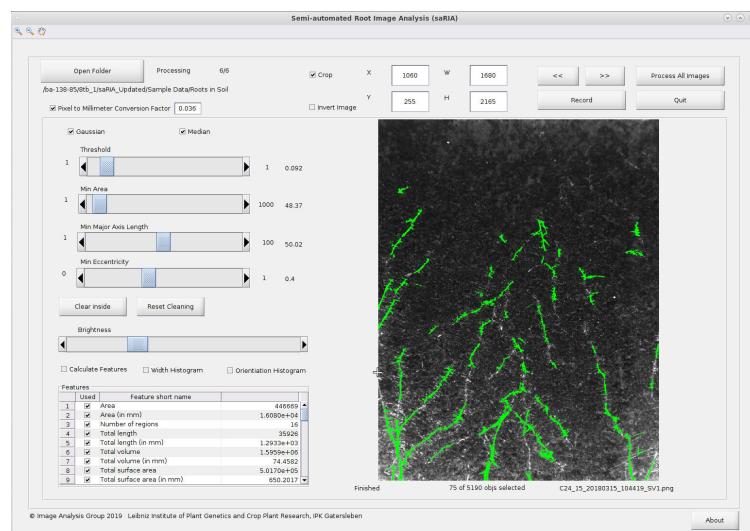 Semi-automated Root Image Analysis (saRIA)
Open Folder Processing 6/6
/ba-138-85/8tb_1/saRIA_Updated/Sample Data/Roots in Soil
Pixel to Millimeter Conversion Factor 0.036
Crop X 1060 W 1680
Invert Image Y 255 H 2165
<< >> Process All Images
Record Quit
Gaussian Median
Threshold
1 1 0.092
Min Area
1 1000 48.37
Min Major Axis Length
1 100 50.02
Min Eccentricity
0 1 0.4
Clear inside Reset Cleaning
Brightness
Calculate Features Width Histogram Orientiation Histogram
Features
Used Feature short name
1 Area 446669
2 Area (in mm) 1.6080e+04
3 Number of regions 16
4 Total length 35926
5 Total length (in mm) 1.2933e+03
6 Total volume 1.5959e+06
7 Total volume (in mm) 74.4582
8 Total surface area 5.0170e+05
9 Total surface area (in mm) 650.2017
Finished 75 of 5190 objs selected C24_15_20180315_104419_SV1.png
© Image Analysis Group 2019 Leibniz Institute of Plant Genetics and Crop Plant Research, IPK Gatersleben
About